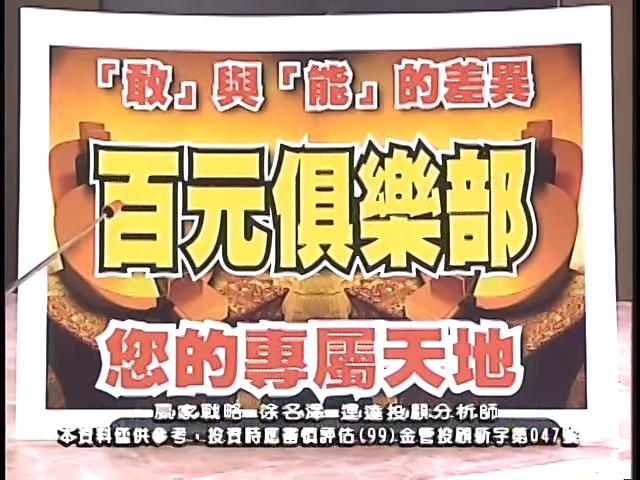 「敢」與「能」的差異
百元俱樂部
您的專屬天地
贏家戰略 徐名澤 運達投顧分析師
本資料僅供參考,投資時應審慎評估(99)金管投顧新字第047號